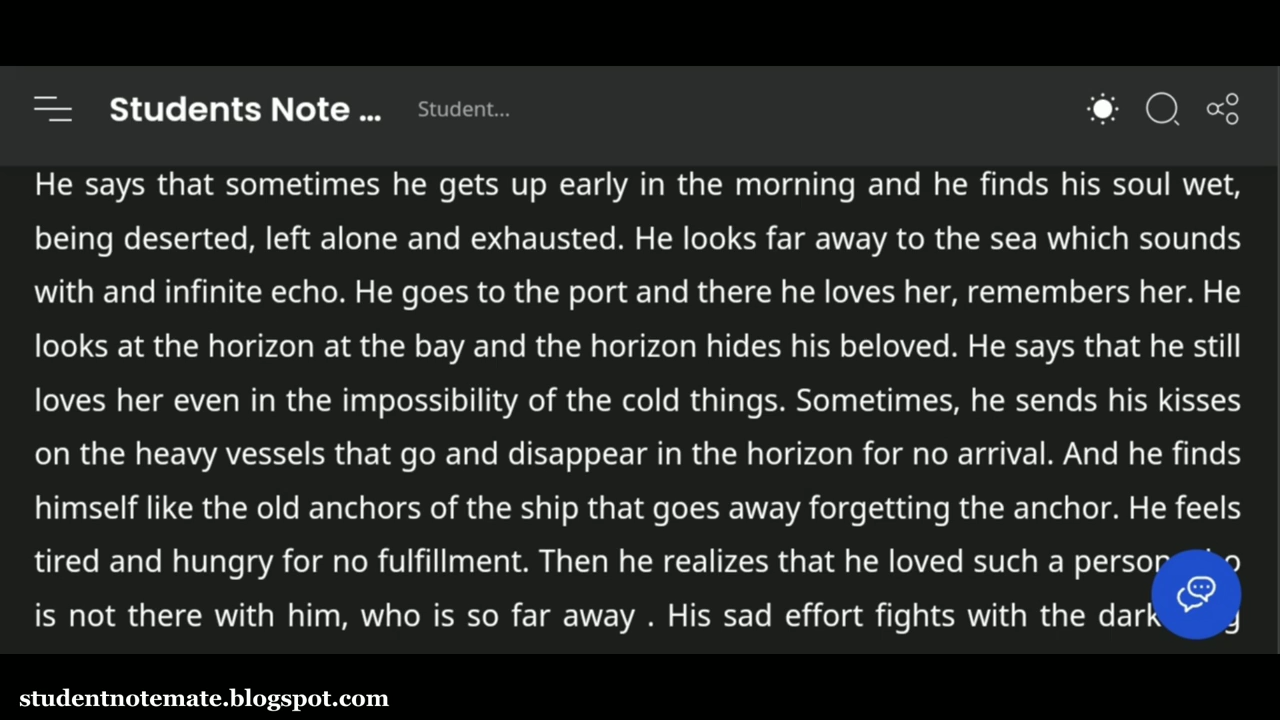 Students Note ...
Student...
He says that sometimes he gets up early in the morning and he finds his soul wet,
being deserted, left alone and exhausted. He looks far away to the sea which sounds
with and infinite echo. He goes to the port and there he loves her, remembers her. He
looks at the horizon at the bay and the horizon hides his beloved. He says that he still
loves her even in the impossibility of the cold things. Sometimes, he sends his kisses
on the heavy vessels that go and disappear in the horizon for no arrival. And he finds
himself like the old anchors of the ship that goes away forgetting the anchor. He feels
tired and hungry for no fulfillment. Then he realizes that he loved such a person
is not there with him, who is so far away . His sad effort fights with the
studentnotemate.blogspot.com